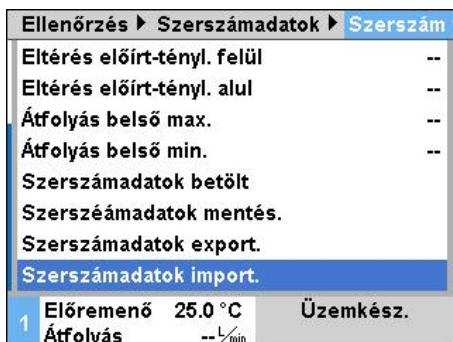 Ellenőrzés ▶ Szerszámadatok ▶ Szerszám
Eltérés előírt-tényl. felül --
Eltérés előírt-tényl. alul --
Átfolyás belső max. --
Átfolyás belső min. --
Szerszámadatok betölt
Szerszéámadatok mentés.
Szerszámadatok export.
Szerszámadatok import.
1 Előremenő 25.0 °C Üzemkész.
Átfolyás -- L/min